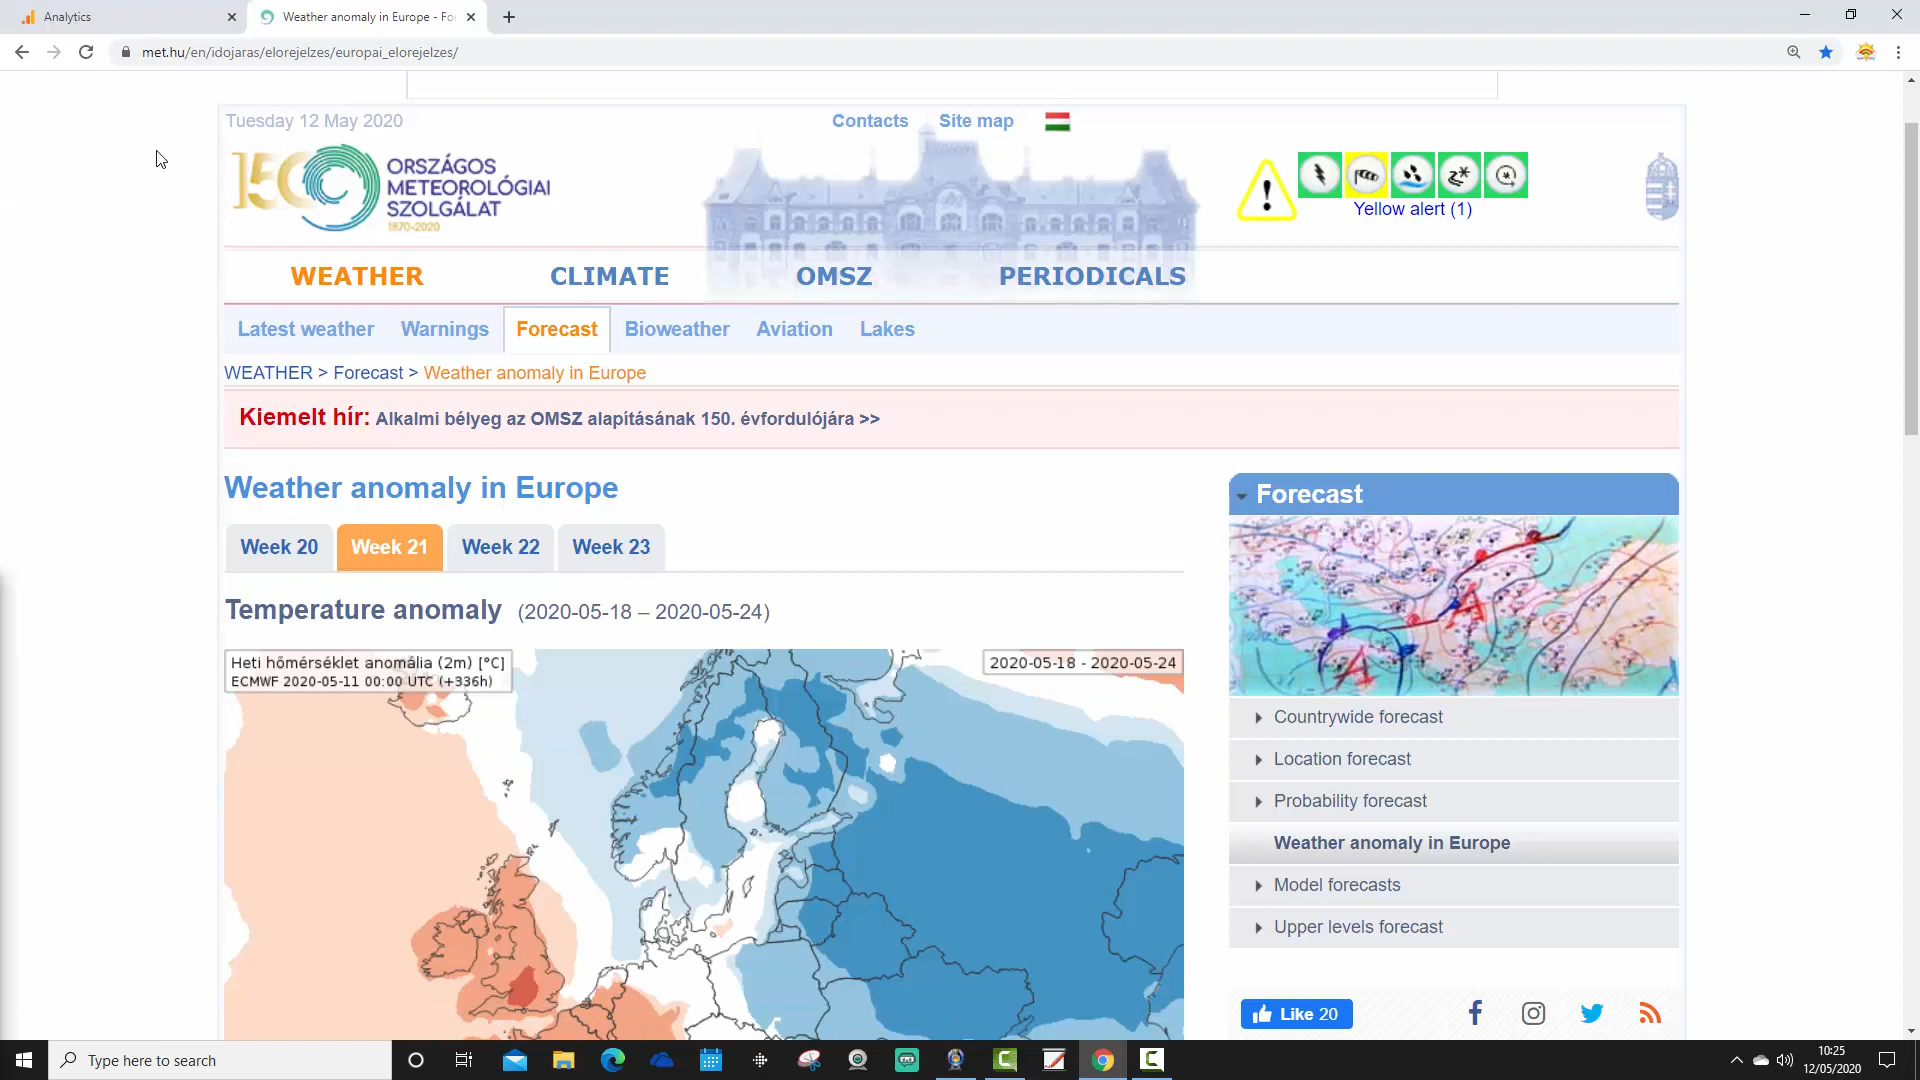 Analytics
Weather anomaly in Europe - Fo
met.hu/en/idojaras/elorejelzes/europai_elorejelzes/
Tuesday 12 May 2020
Contacts
Site map
150
ORSZÁGOS
METEOROLÓGIAI
SZOLGÁLAT
1870-2020
Yellow alert (1)
WEATHER
CLIMATE
OMSZ
PERIODICALS
Latest weather
Warnings
Forecast
Bioweather
Aviation
Lakes
WEATHER > Forecast > Weather anomaly in Europe
Kiemelt hír: Alkalmi bélyeg az OMSZ alapításának 150. évfordulójára >>
Weather anomaly in Europe
Week 20
Week 21
Week 22
Week 23
Temperature anomaly (2020-05-18 – 2020-05-24)
Heti hőmérséklet anomália (2m) [°C]
ECMWF 2020-05-11 00:00 UTC (+336h)
2020-05-18 - 2020-05-24
Forecast
Countrywide forecast
Location forecast
Probability forecast
Weather anomaly in Europe
Model forecasts
Upper levels forecast
Like 20
Type here to search
10:25
12/05/2020